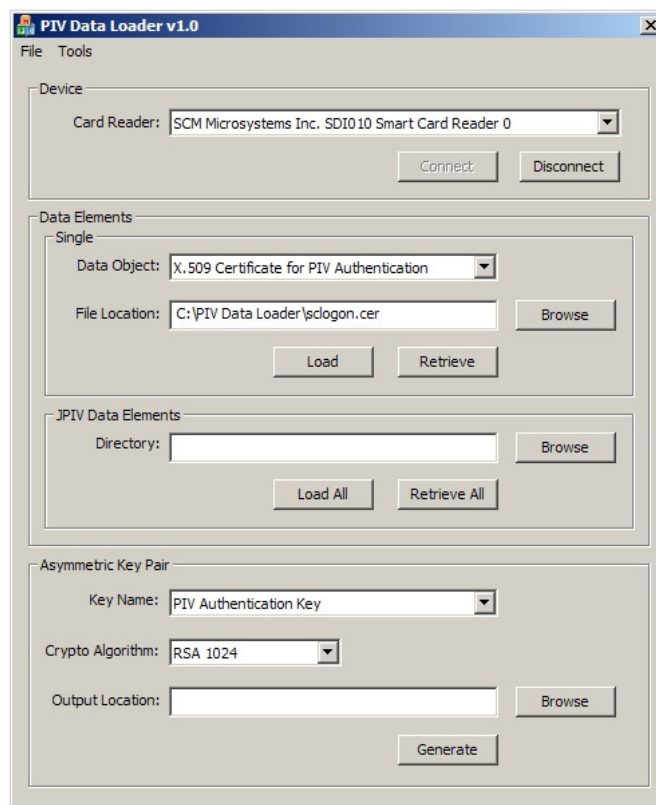 PIV Data Loader v1.0
File Tools
Device
Card Reader: SCM Microsystems Inc. SDI010 Smart Card Reader 0
Connect Disconnect
Data Elements
Single
Data Object: X.509 Certificate for PIV Authentication
File Location: C:\PIV Data Loader\sclogon.cer Browse
Load Retrieve
JPIV Data Elements
Directory: Browse
Load All Retrieve All
Asymmetric Key Pair
Key Name: PIV Authentication Key
Crypto Algorithm: RSA 1024
Output Location: Browse
Generate